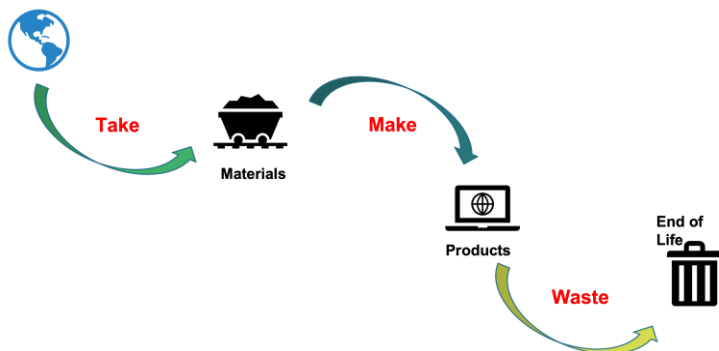 Take
Materials
Make
Products
End of
Life
Waste